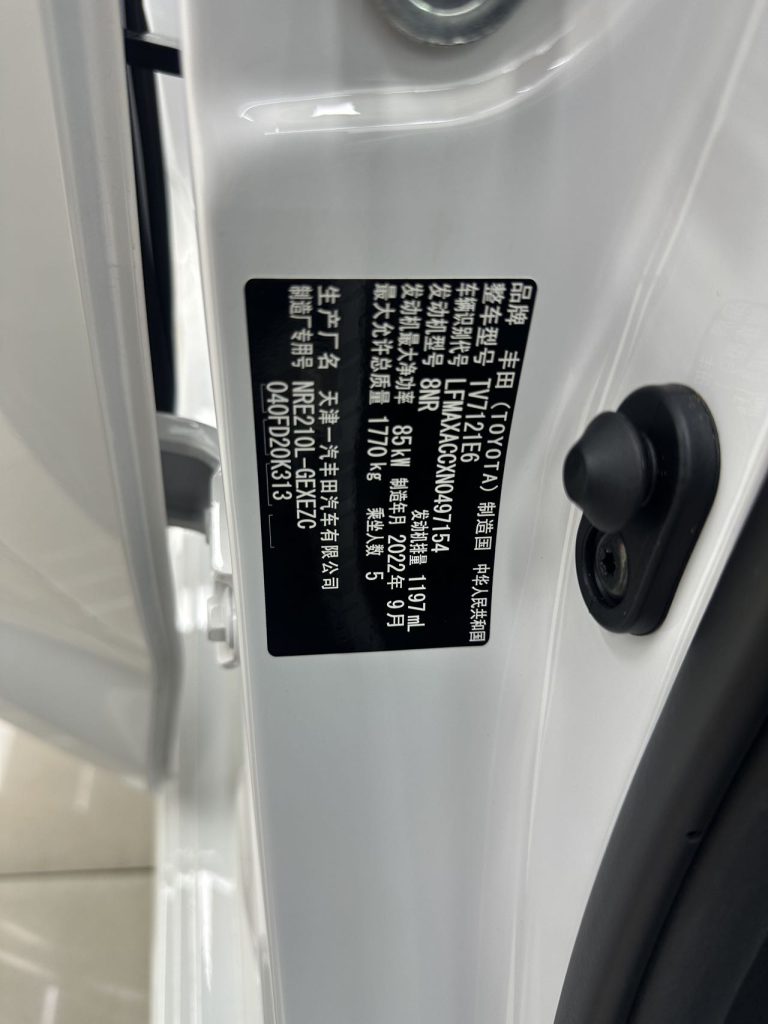 品牌 丰田(TOYOTA) 制造国 中华人民共和国
整车型号 TV7121E6
车辆识别代号 LFMAXACCXN0497154
发动机型号 8NR 发动机排量 1197 mL
发动机最大净功率 85kW 制造年月 2022年 9月
最大允许总质量 1770kg 乘坐人数 5
生产厂名 天津一汽丰田汽车有限公司
制造厂专用号 NRE210L-GEXEZC
040FD20K313